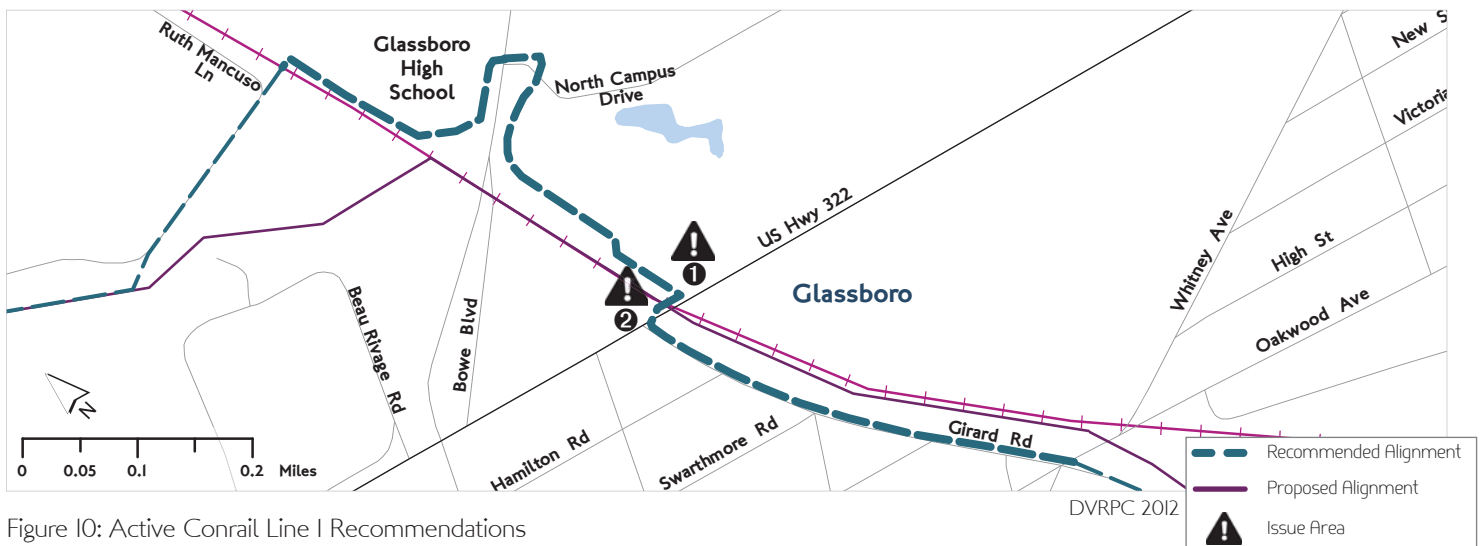 Ruth Mancuso
Ln
Glassboro
High
School
North Campus
Drive
New S
Victoria
US Hwy 322
Whitney Ave
High St
Oakwood Ave
Glassboro
1
2
Beau Rivage Rd
Bowe Blvd
N
Hamilton Rd
Swarthmore Rd
Girard Rd
0 0.05 0.1 0.2 Miles
DVRPC 2012
Recommended Alignment
Proposed Alignment
Issue Area
Figure 10: Active Conrail Line 1 Recommendations